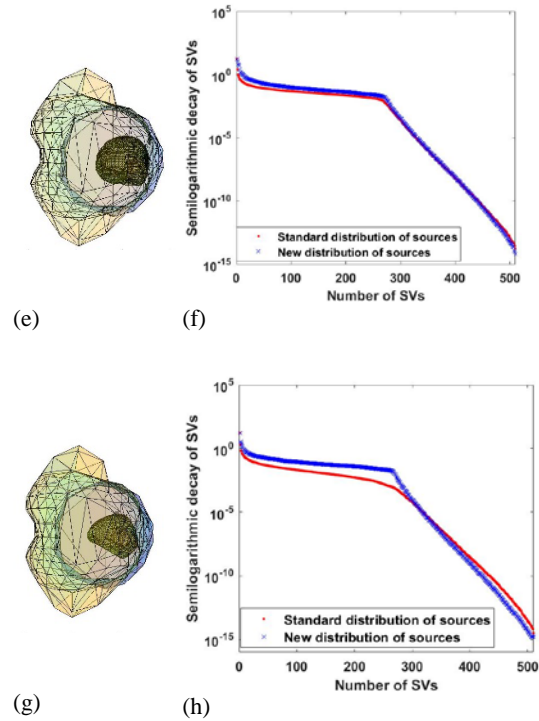 10^5
10^0
10^-5
10^-10
10^-15
Semilogarithmic decay of SVs
Standard distribution of sources
New distribution of sources
0 100 200 300 400 500
Number of SVs
(e) (f)
10^5
10^0
10^-5
10^-10
10^-15
Semilogarithmic decay of SVs
Standard distribution of sources
New distribution of sources
0 100 200 300 400 500
Number of SVs
(g) (h)